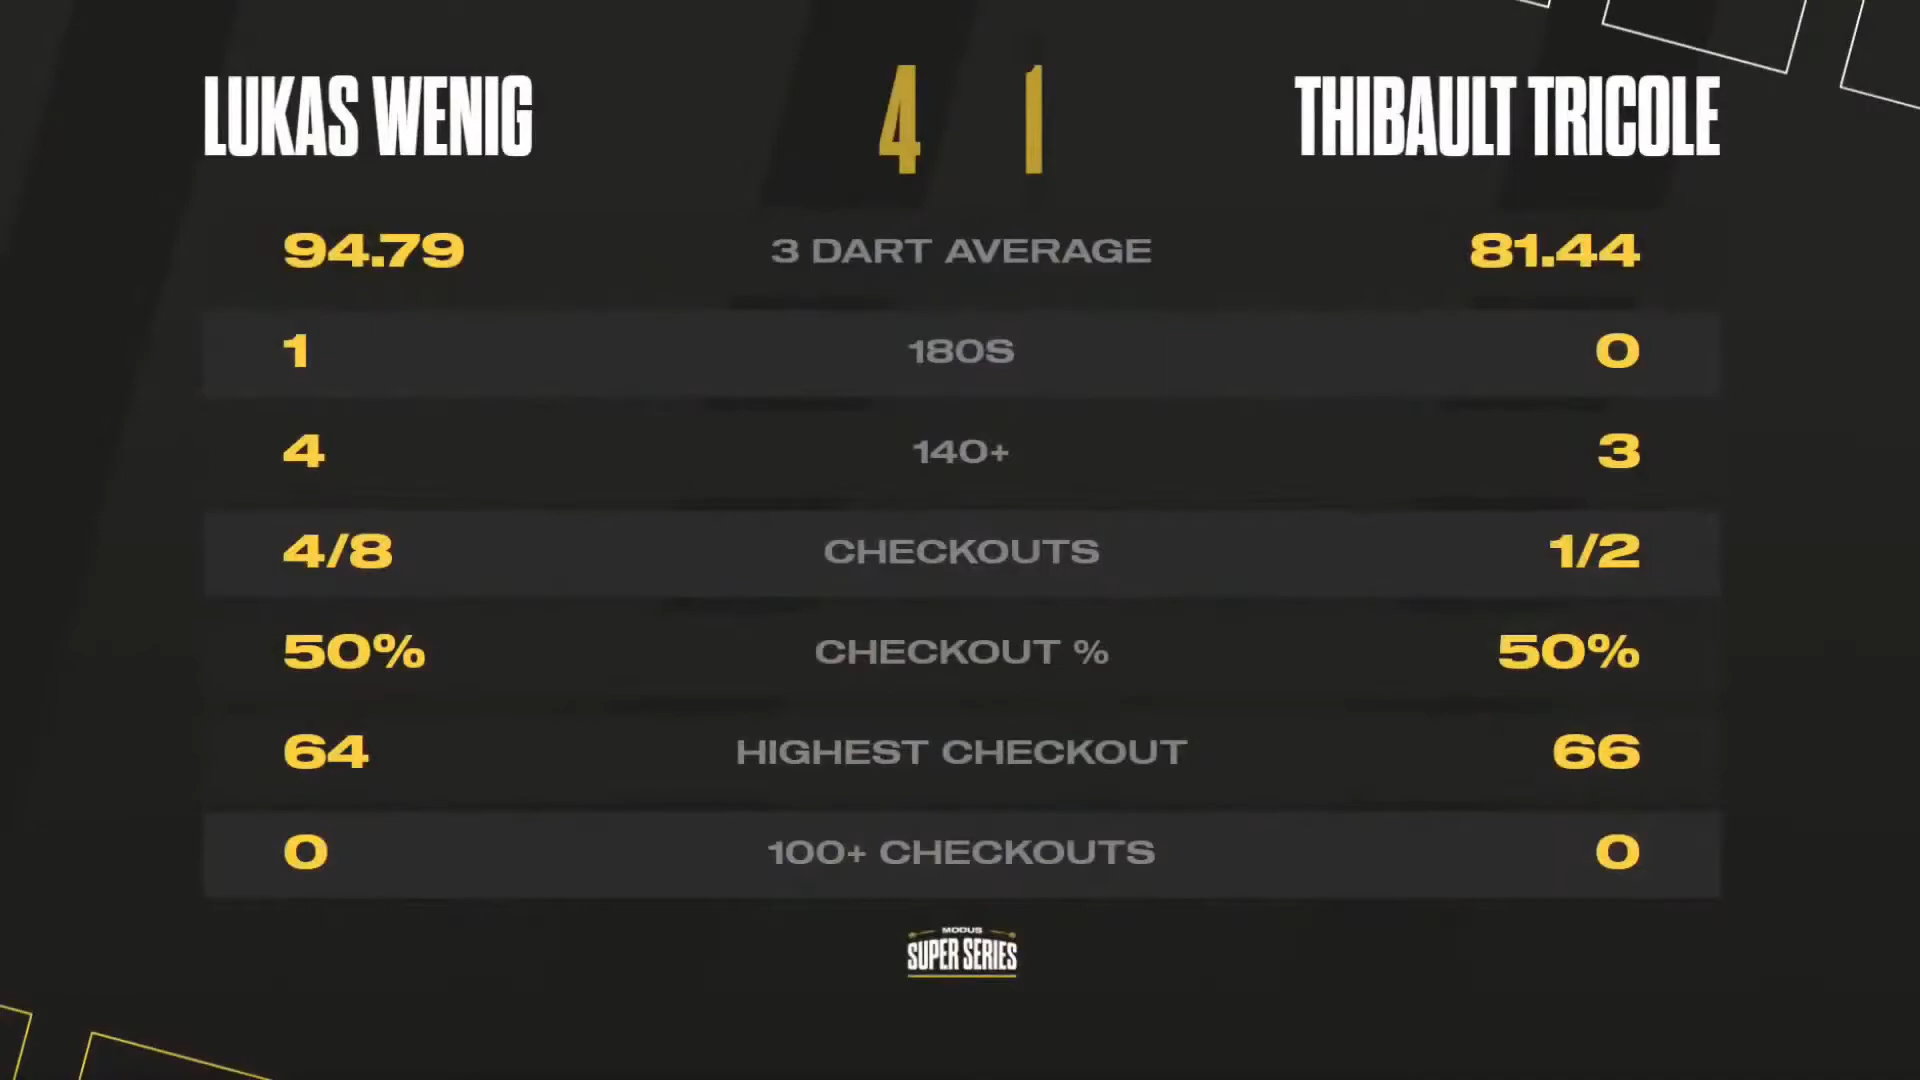 LUKAS WENIG 4 1 THIBAULT TRICOLE
94.79 3 DART AVERAGE 81.44
1 180S 0
4 140+ 3
4/8 CHECKOUTS 1/2
50% CHECKOUT % 50%
64 HIGHEST CHECKOUT 66
0 100+ CHECKOUTS 0
MODUS
SUPER SERIES